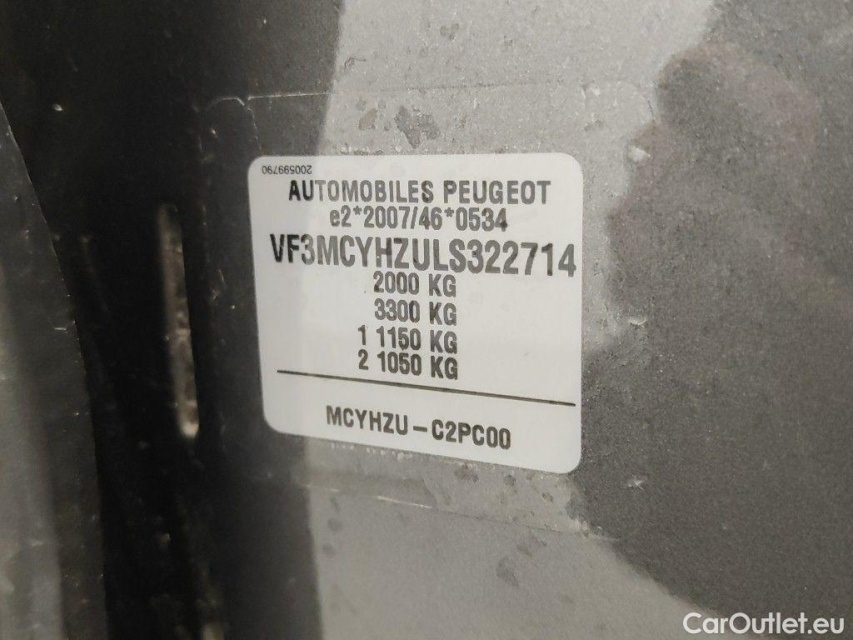 200599790
AUTOMOBILES PEUGEOT
e2*2007/46*0534
VF3MCYHZULS322714
2000 KG
3300 KG
1 1150 KG
2 1050 KG
MCYHZU-C2PC00
CarOutlet.eu